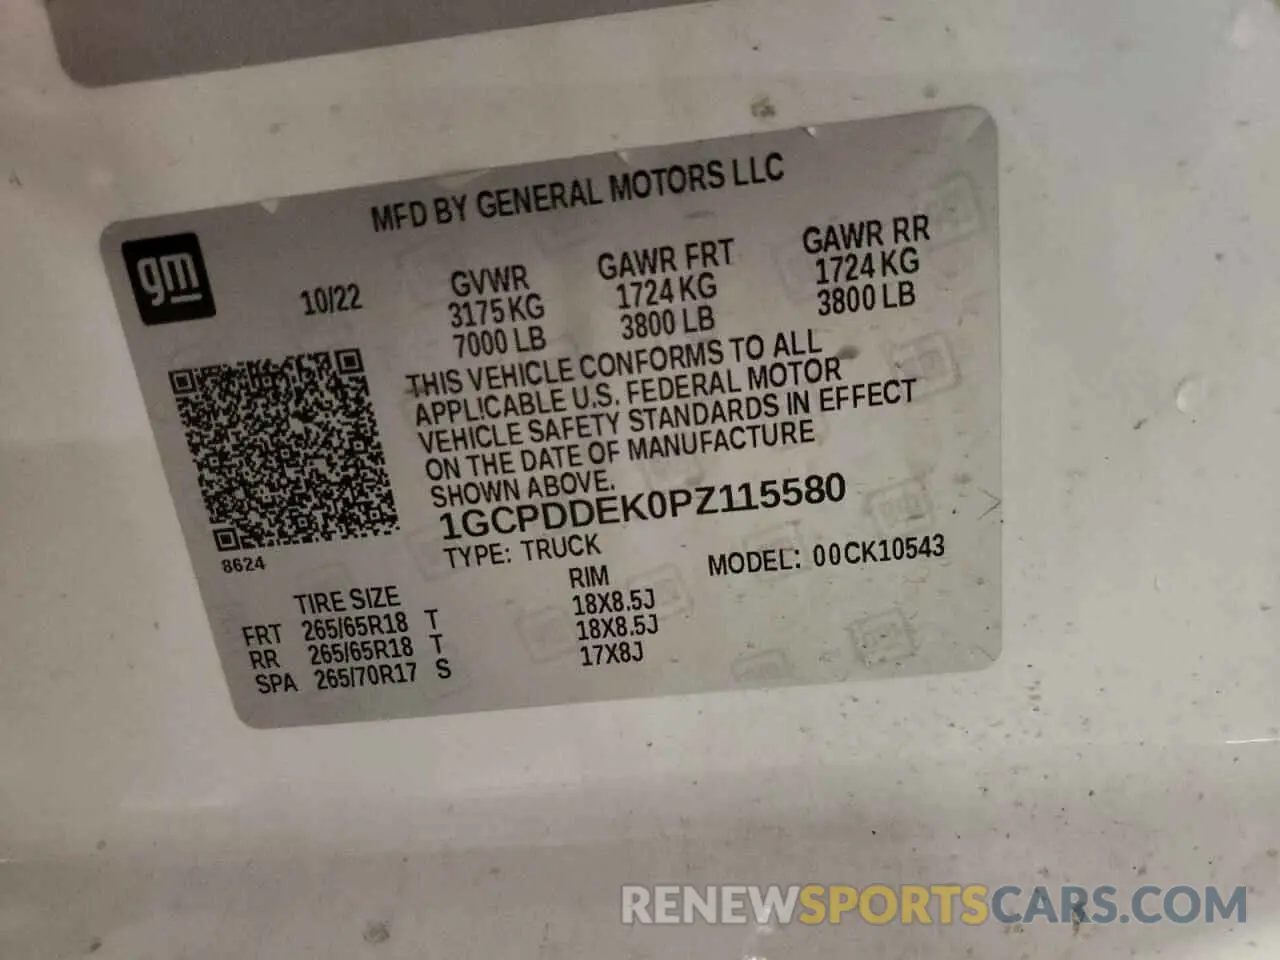 MFD BY GENERAL MOTORS LLC
gm
10/22
GVWR GAWR FRT GAWR RR
3175 KG 1724 KG 1724 KG
7000 LB 3800 LB 3800 LB
THIS VEHICLE CONFORMS TO ALL
APPLICABLE U.S. FEDERAL MOTOR
VEHICLE SAFETY STANDARDS IN EFFECT
ON THE DATE OF MANUFACTURE
SHOWN ABOVE.
1GCPDDEK0PZ115580
8624
TYPE: TRUCK MODEL: 00CK10543
TIRE SIZE RIM
FRT 265/65R18 T 18X8.5J
RR 265/65R18 T 18X8.5J
SPA 265/70R17 S 17X8J
RENEWSPORTSCARS.COM